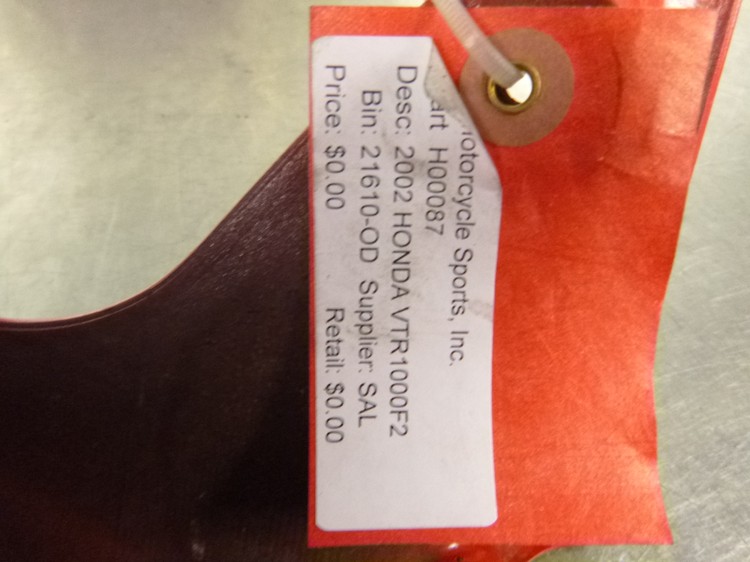 otorcycle Sports, Inc.
art H00087
Desc: 2002 HONDA VTR1000F2
Bin: 21610-OD Supplier: SAL
Price: $0.00 Retail: $0.00